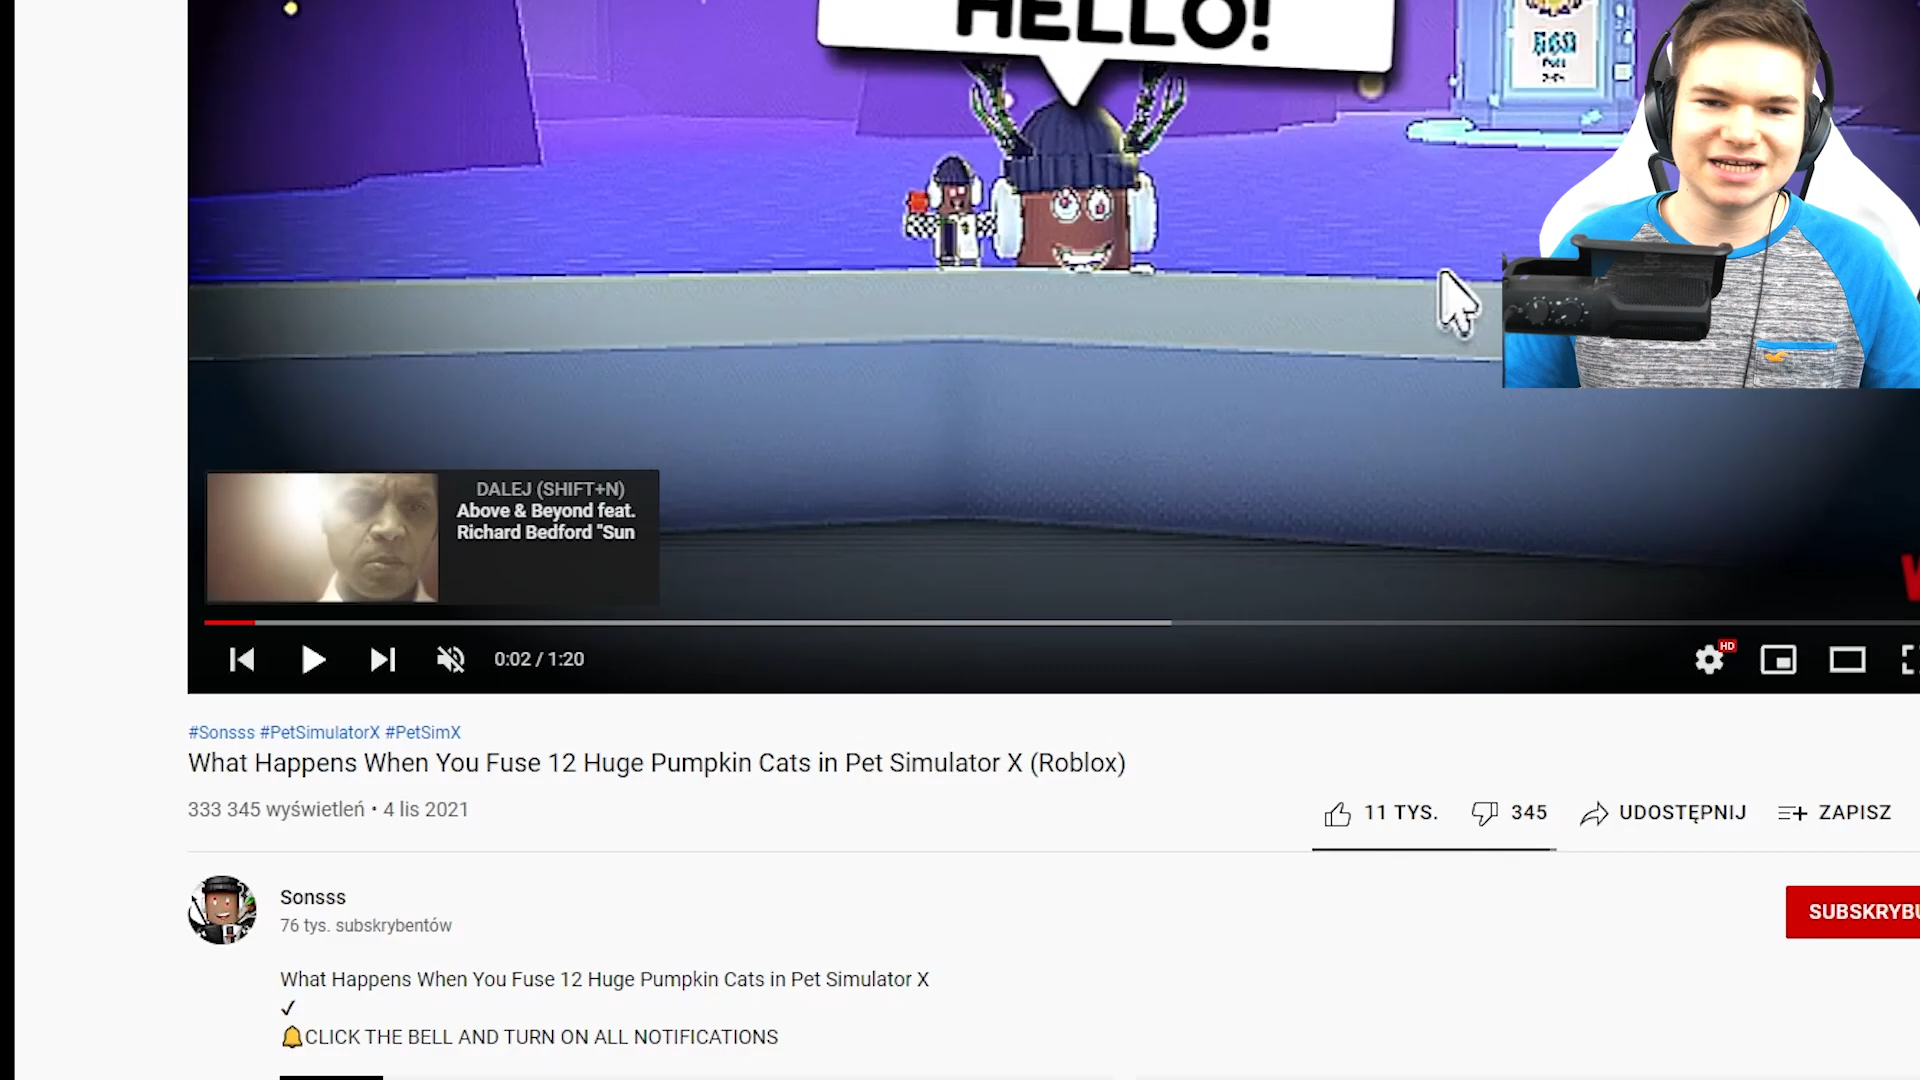 HELLO!
DALEJ (SHIFT+N)
Above & Beyond feat.
Richard Bedford "Sun
0:02 / 1:20
HD
#Sonsss #PetSimulatorX #PetSimX
What Happens When You Fuse 12 Huge Pumpkin Cats in Pet Simulator X (Roblox)
333 345 wyświetleń • 4 lis 2021
11 TYS. 345 UDOSTĘPNIJ ZAPISZ
Sonsss
76 tys. subskrybentów
SUBSKRYBU
What Happens When You Fuse 12 Huge Pumpkin Cats in Pet Simulator X
✓
🔔CLICK THE BELL AND TURN ON ALL NOTIFICATIONS